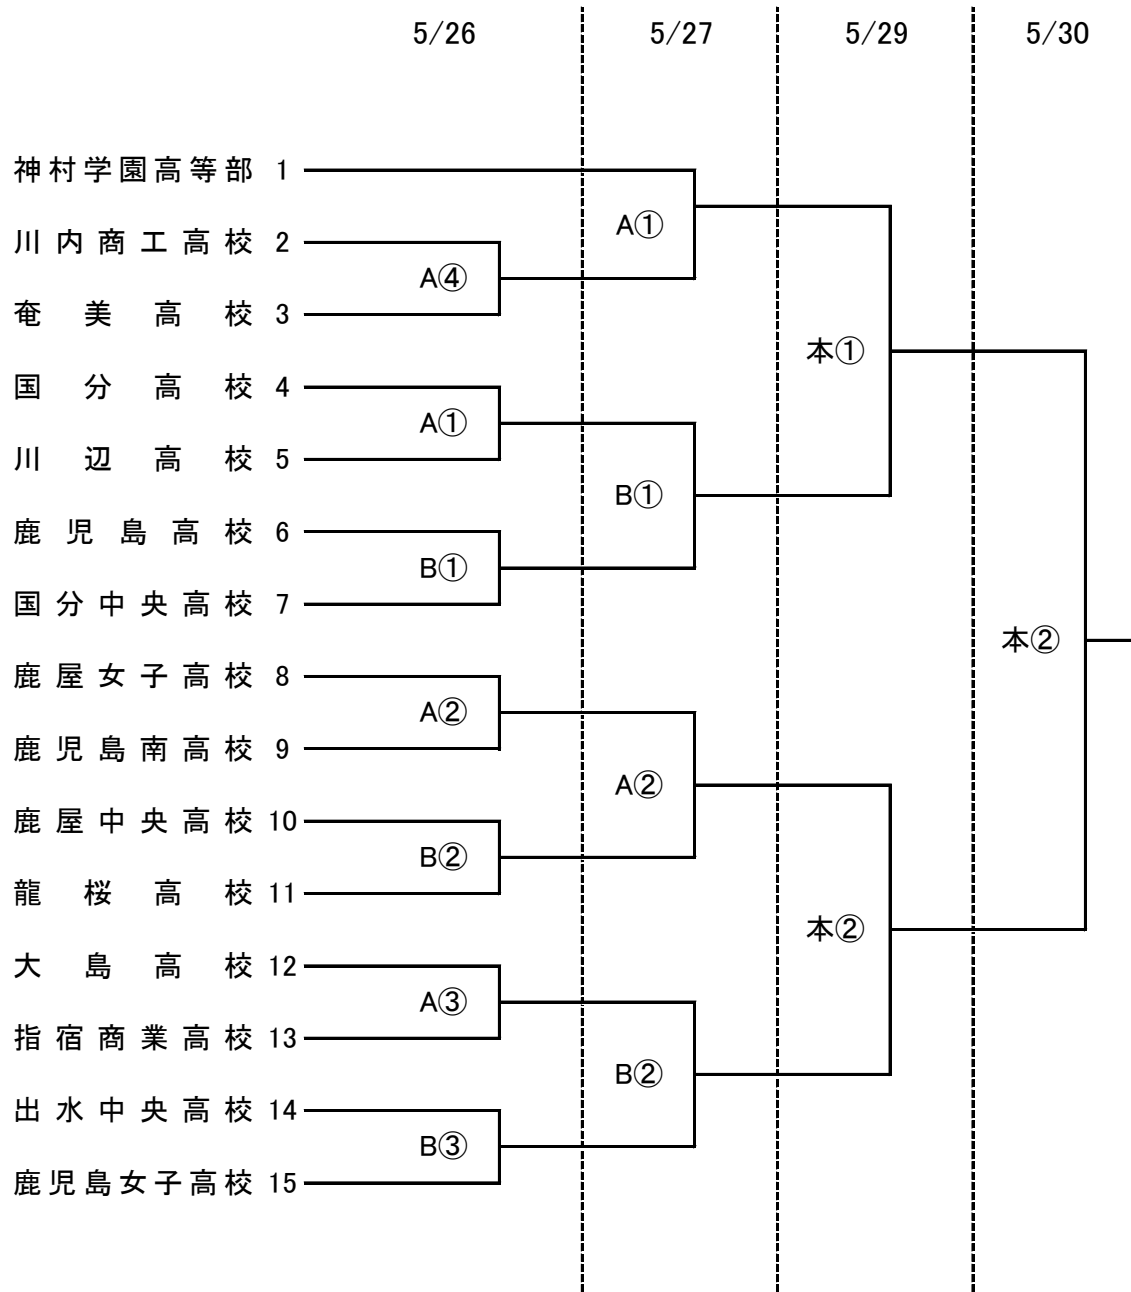 5/26 5/27 5/29 5/30
神村学園高等部 1
A①
川内商工高校 2
A④
奄美高校 3
本①
国分高校 4
A①
川辺高校 5
B①
鹿児島高校 6
B①
国分中央高校 7
本②
鹿屋女子高校 8
A②
鹿児島南高校 9
A②
鹿屋中央高校 10
B②
龍桜高校 11
本②
大島高校 12
A③
指宿商業高校 13
B②
出水中央高校 14
B③
鹿児島女子高校 15